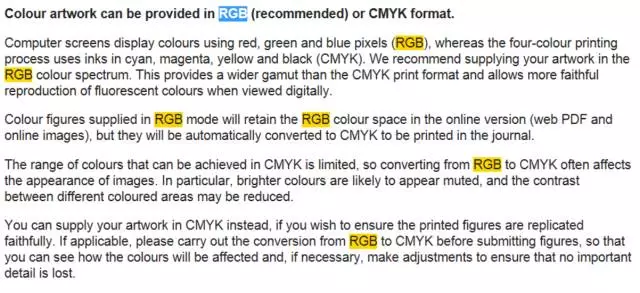 Colour artwork can be provided in RGB (recommended) or CMYK format.
Computer screens display colours using red, green and blue pixels (RGB), whereas the four-colour printing
process uses inks in cyan, magenta, yellow and black (CMYK). We recommend supplying your artwork in the
RGB colour spectrum. This provides a wider gamut than the CMYK print format and allows more faithful
reproduction of fluorescent colours when viewed digitally.
Colour figures supplied in RGB mode will retain the RGB colour space in the online version (web PDF and
online images), but they will be automatically converted to CMYK to be printed in the journal.
The range of colours that can be achieved in CMYK is limited, so converting from RGB to CMYK often affects
the appearance of images. In particular, brighter colours are likely to appear muted, and the contrast
between different coloured areas may be reduced.
You can supply your artwork in CMYK instead, if you wish to ensure the printed figures are replicated
faithfully. If applicable, please carry out the conversion from RGB to CMYK before submitting figures, so that
you can see how the colours will be affected and, if necessary, make adjustments to ensure that no important
detail is lost.